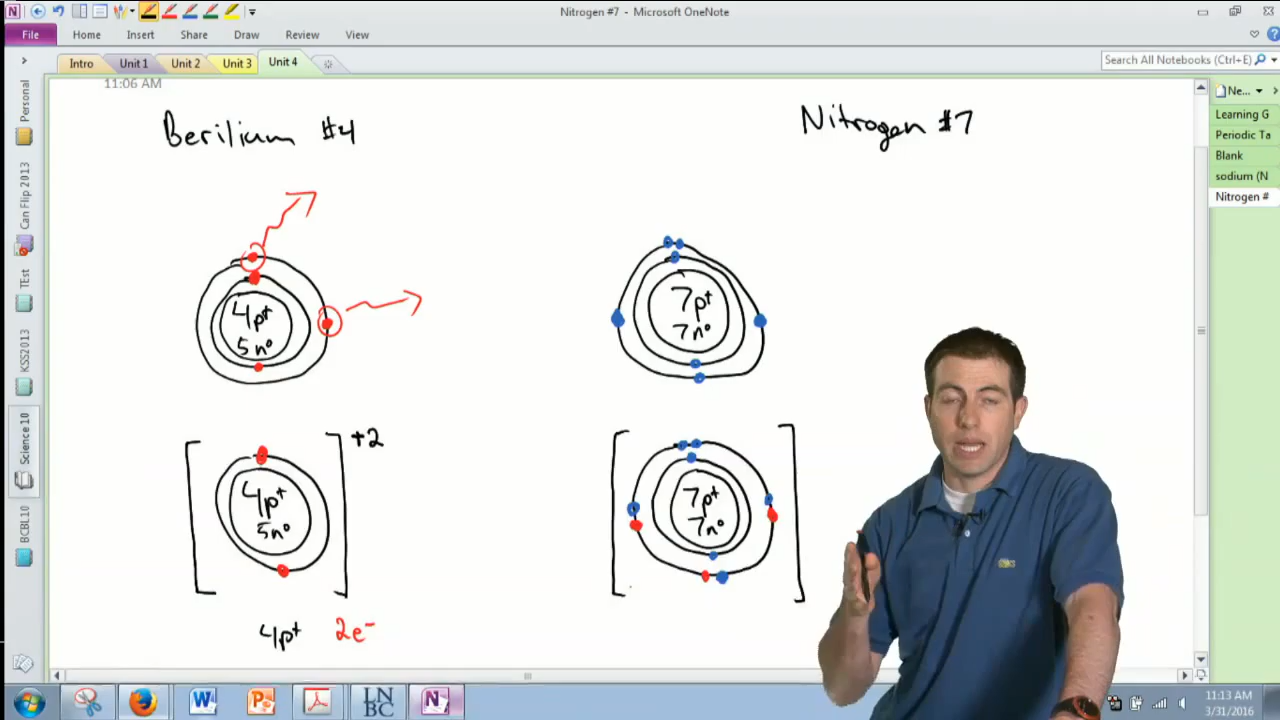 Nitrogen #7 - Microsoft OneNote
File Home Insert Share Draw Review View
Intro Unit 1 Unit 2 Unit 3 Unit 4
Search All Notebooks (Ctrl+E)
11:06 AM
Ne...
Learning G
Periodic Ta
Blank
sodium (N
Nitrogen #
Personal
Can Flip 2013
TEst
KSS2013
Science 10
BCBL10
Berilium #4
Nitrogen #7
4p+
5n°
7p+
7n°
+2
4p+
5n°
7p+
7n°
4p+ 2e-
LN
BC
11:13 AM
3/31/2016